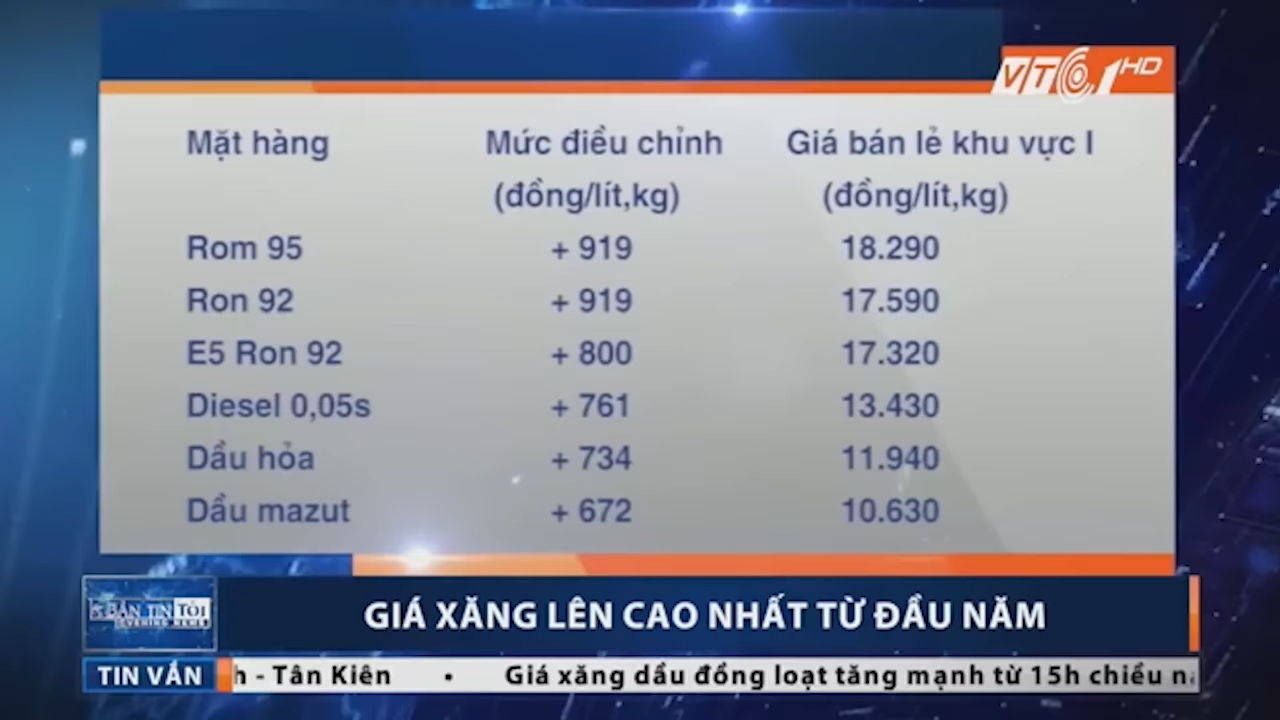 VTC1 HD
Mặt hàng Mức điều chỉnh Giá bán lẻ khu vực I
(đồng/lít,kg) (đồng/lít,kg)
Rom 95 + 919 18.290
Ron 92 + 919 17.590
E5 Ron 92 + 800 17.320
Diesel 0,05s + 761 13.430
Dầu hỏa + 734 11.940
Dầu mazut + 672 10.630
BẢN TIN TỐI
EVENING NEWS
GIÁ XĂNG LÊN CAO NHẤT TỪ ĐẦU NĂM
TIN VẮN h - Tân Kiên • Giá xăng dầu đồng loạt tăng mạnh từ 15h chiều